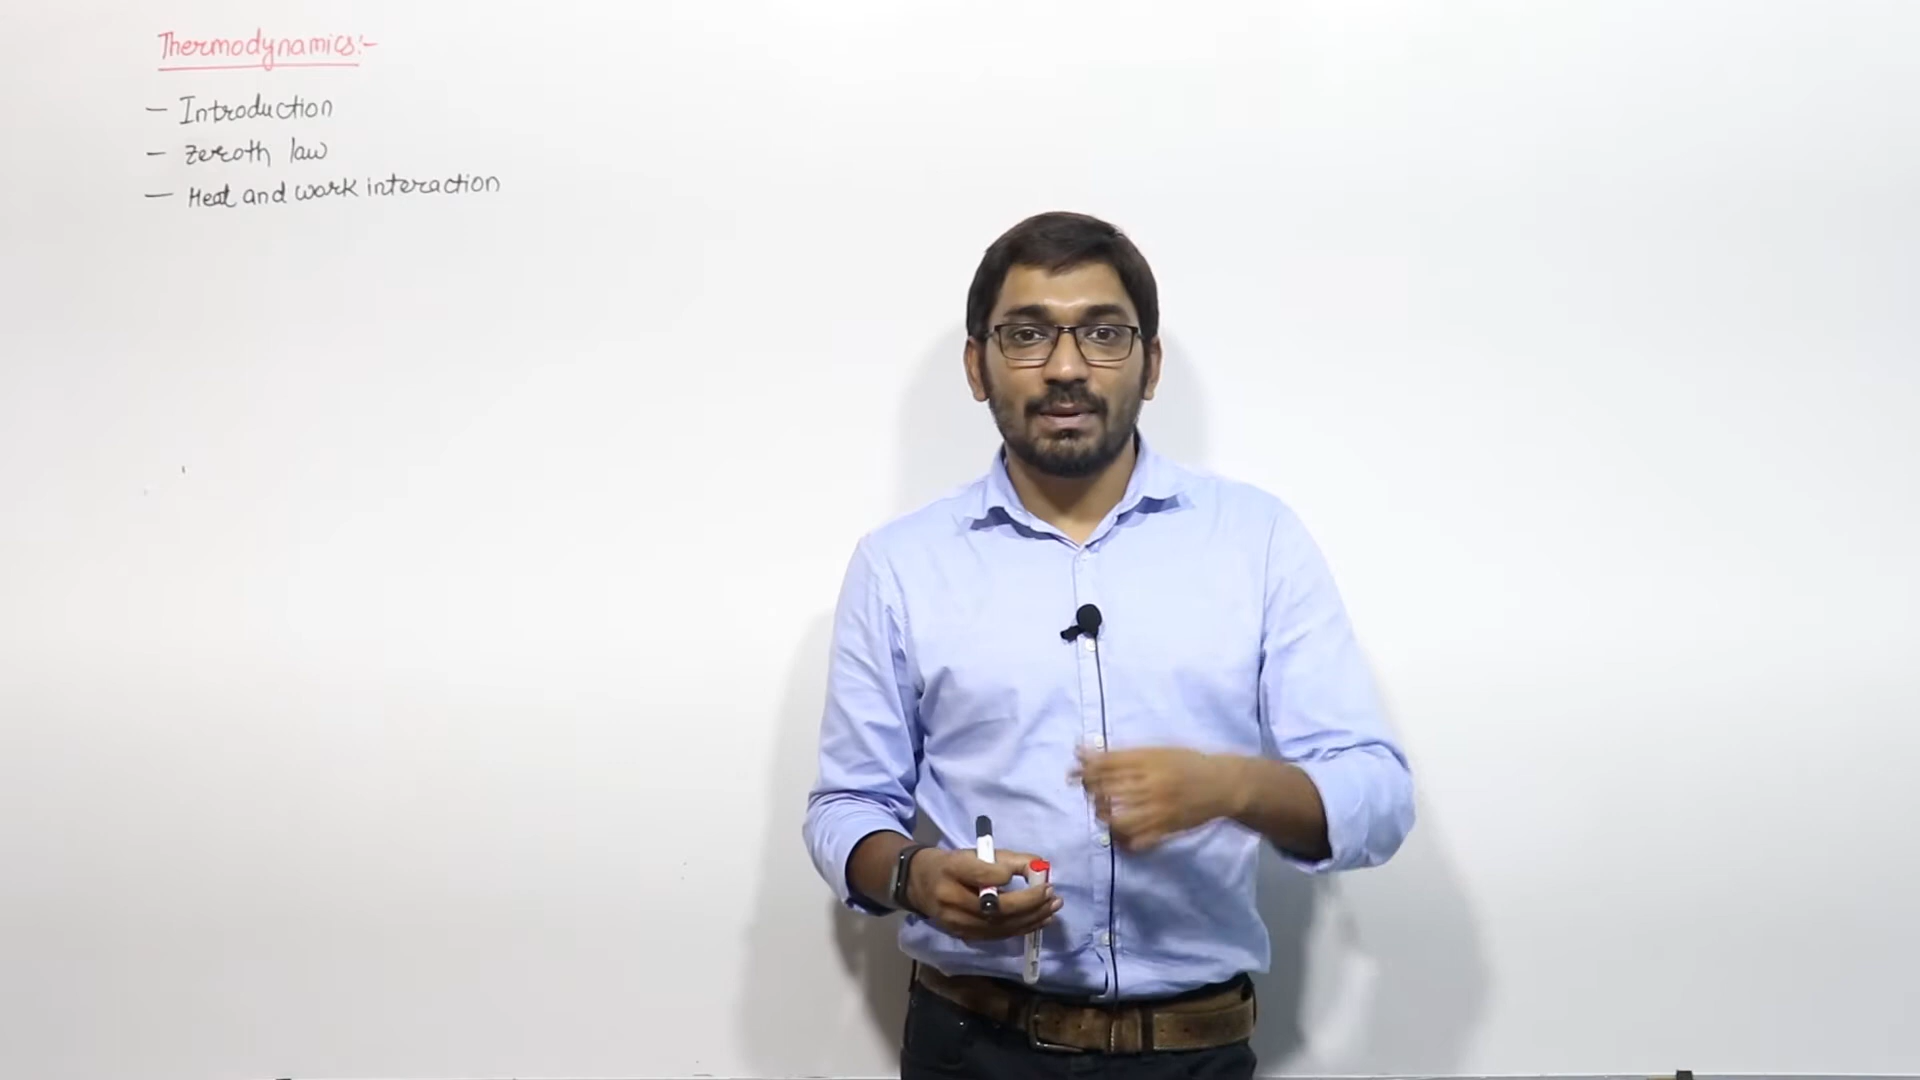 Thermodynamics:-
- Introduction
- Zeroth law
- Heat and work interaction